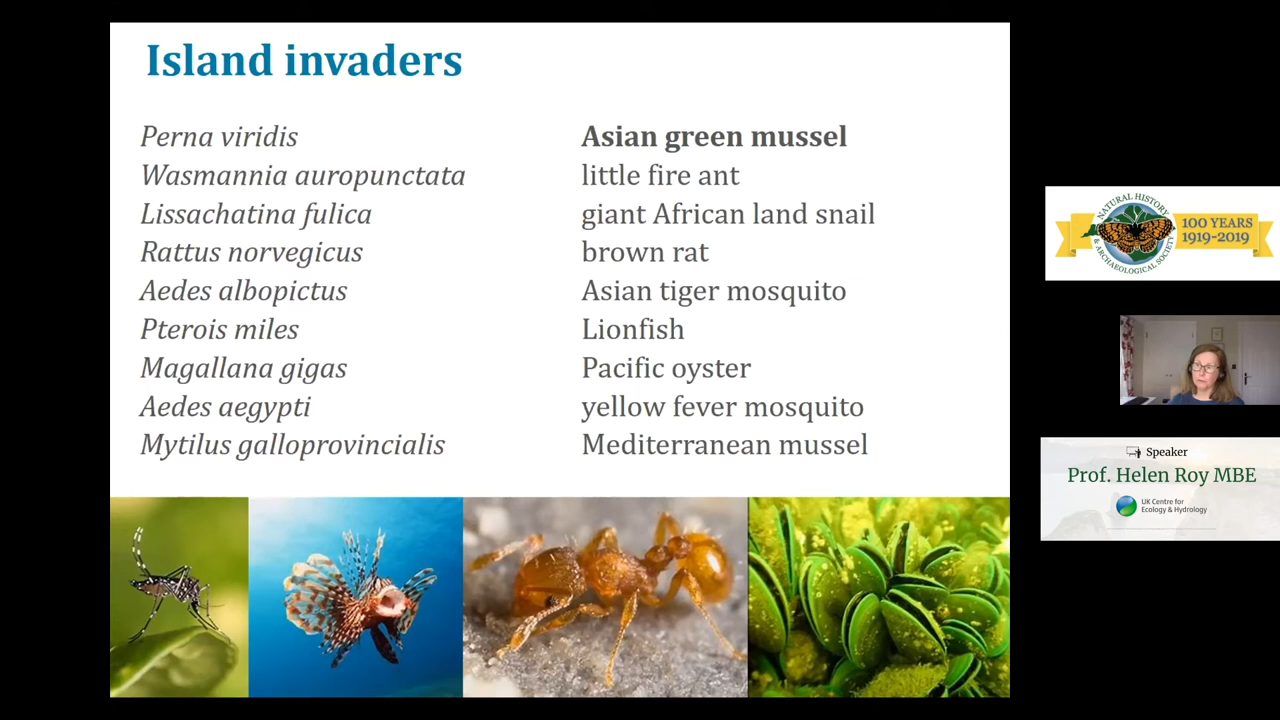 Island invaders
Perna viridis Asian green mussel
Wasmannia auropunctata little fire ant
Lissachatina fulica giant African land snail
Rattus norvegicus brown rat
Aedes albopictus Asian tiger mosquito
Pterois miles Lionfish
Magallana gigas Pacific oyster
Aedes aegypti yellow fever mosquito
Mytilus galloprovincialis Mediterranean mussel
NATURAL HISTORY
& ARCHAEOLOGICAL SOCIETY
100 YEARS
1919-2019
Speaker
Prof. Helen Roy MBE
UK Centre for
Ecology & Hydrology